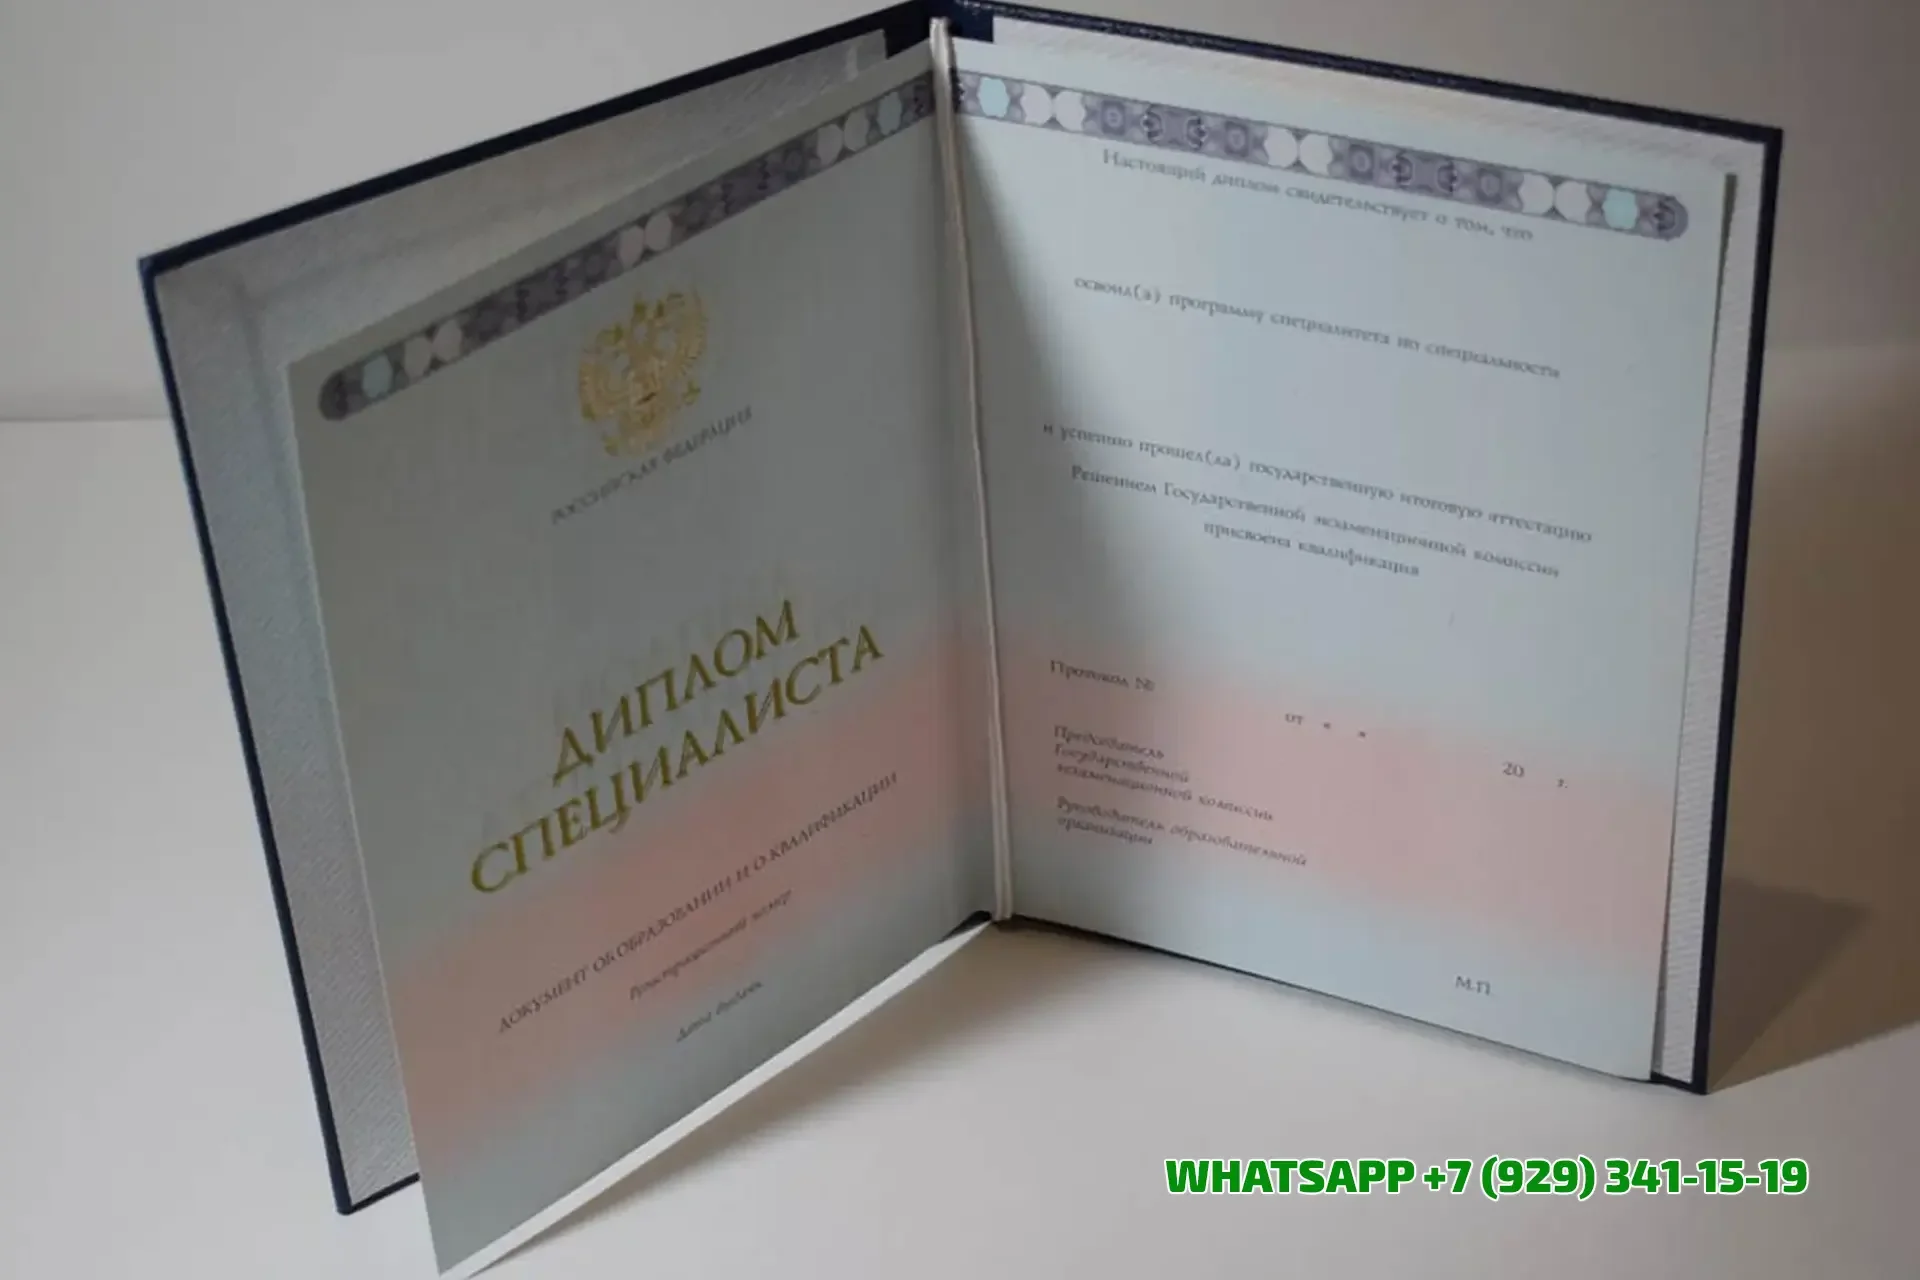 РОССИЙСКАЯ ФЕДЕРАЦИЯ
ДИПЛОМ
СПЕЦИАЛИСТА
ДОКУМЕНТ ОБ ОБРАЗОВАНИИ И О КВАЛИФИКАЦИИ
Регистрационный номер
Дата выдачи
Настоящий диплом свидетельствует о том, что
освоил(а) программу специалитета по специальности
и успешно прошел(ла) государственную итоговую аттестацию
Решением Государственной экзаменационной комиссии
присвоена квалификация
Протокол №
от « » 20 г.
Председатель
Государственной
экзаменационной комиссии
Руководитель образовательной
организации
М.П.
WHATSAPP +7 (929) 341-15-19